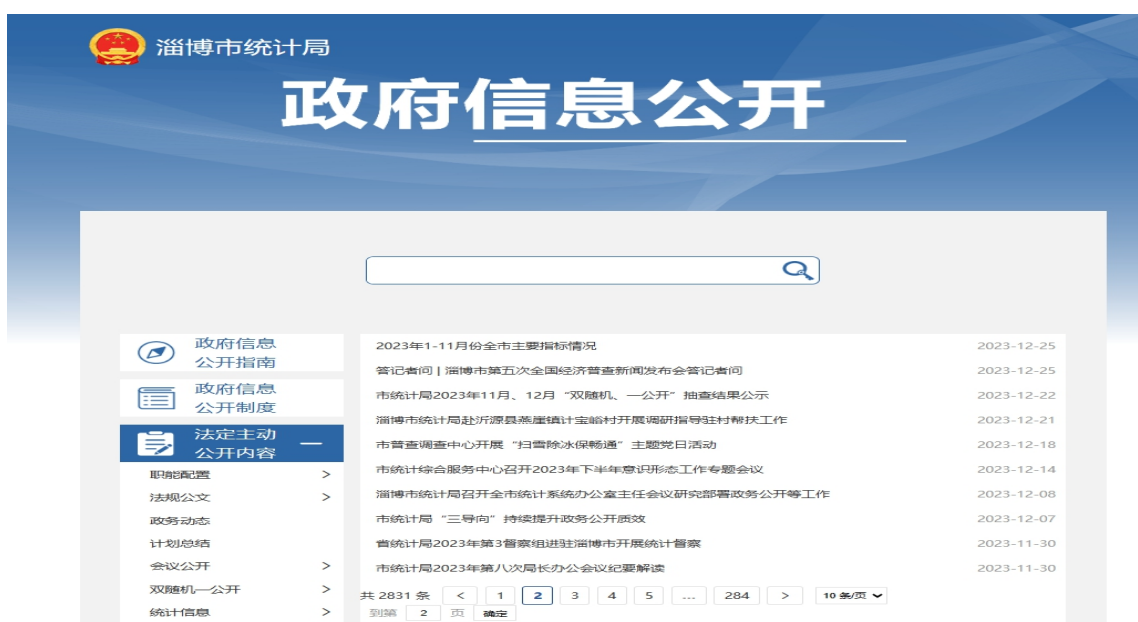 淄博市统计局
政府信息公开
政府信息
公开指南
政府信息
公开制度
法定主动
公开内容
职能配置 >
法规公文 >
政务动态
计划总结
会议公开 >
双随机一公开 >
统计信息 >
2023年1-11月份全市主要指标情况 2023-12-25
答记者问 | 淄博市第五次全国经济普查新闻发布会答记者问 2023-12-25
市统计局2023年11月、12月“双随机、一公开”抽查结果公示 2023-12-22
淄博市统计局赴沂源县燕崖镇计宝峪村开展调研指导驻村帮扶工作 2023-12-21
市普查调查中心开展“扫雪除冰保畅通”主题党日活动 2023-12-18
市统计综合服务中心召开2023年下半年意识形态工作专题会议 2023-12-14
淄博市统计局召开全市统计系统办公室主任会议研究部署政务公开等工作 2023-12-08
市统计局“三导向”持续提升政务公开质效 2023-12-07
省统计局2023年第3督察组进驻淄博市开展统计督察 2023-11-30
市统计局2023年第八次局长办公会议纪要解读 2023-11-30
共 2831 条 < 1 2 3 4 5 ... 284 > 10 条/页
到第 2 页 确定